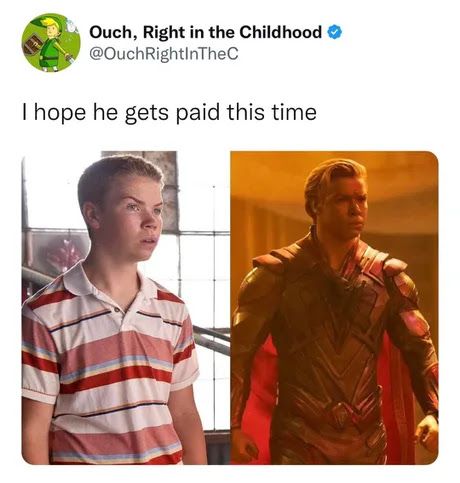 Ouch, Right in the Childhood
@OuchRightInTheC
I hope he gets paid this time